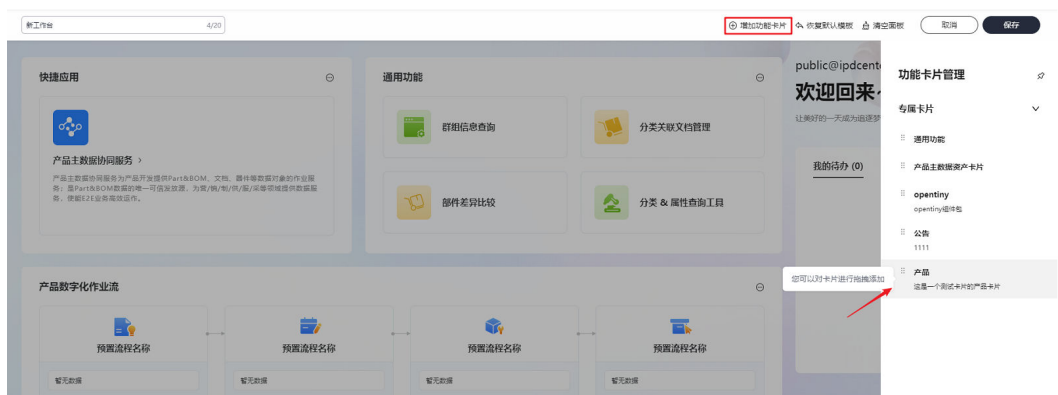 新工作台 4/20 增加功能卡片 恢复默认模板 清空面板 取消 保存
快捷应用
产品主数据协同服务 >
产品主数据协同服务为产品开发提供Part&BOM、文档、器件等数据对象的作业服
务；是Part&BOM数据的唯一可信发放源，为营/销/制/供/服/采等领域提供数据服
务，使能E2E业务高效运作。
通用功能
群组信息查询
分类关联文档管理
部件差异比较
分类 & 属性查询工具
public@ipdcent
欢迎回来~
让美好的一天成为追逐梦
我的待办 (0)
产品数字化作业流
预置流程名称
预置流程名称
预置流程名称
预置流程名称
暂无数据
暂无数据
暂无数据
暂无数据
您可以对卡片进行拖拽添加
功能卡片管理
专属卡片
通用功能
产品主数据资产卡片
opentiny
opentiny组件包
公告
1111
产品
这是一个测试卡片的产品卡片